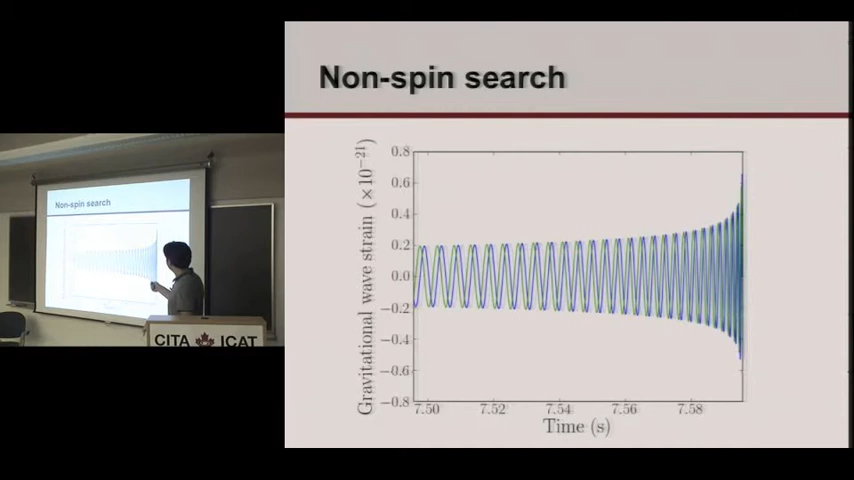 Non-spin search
Gravitational wave strain (×10⁻²¹)
0.8
0.6
0.4
0.2
0.0
−0.2
−0.4
−0.6
−0.8
7.50 7.52 7.54 7.56 7.58
Time (s)
Non-spin search
CITA ICAT